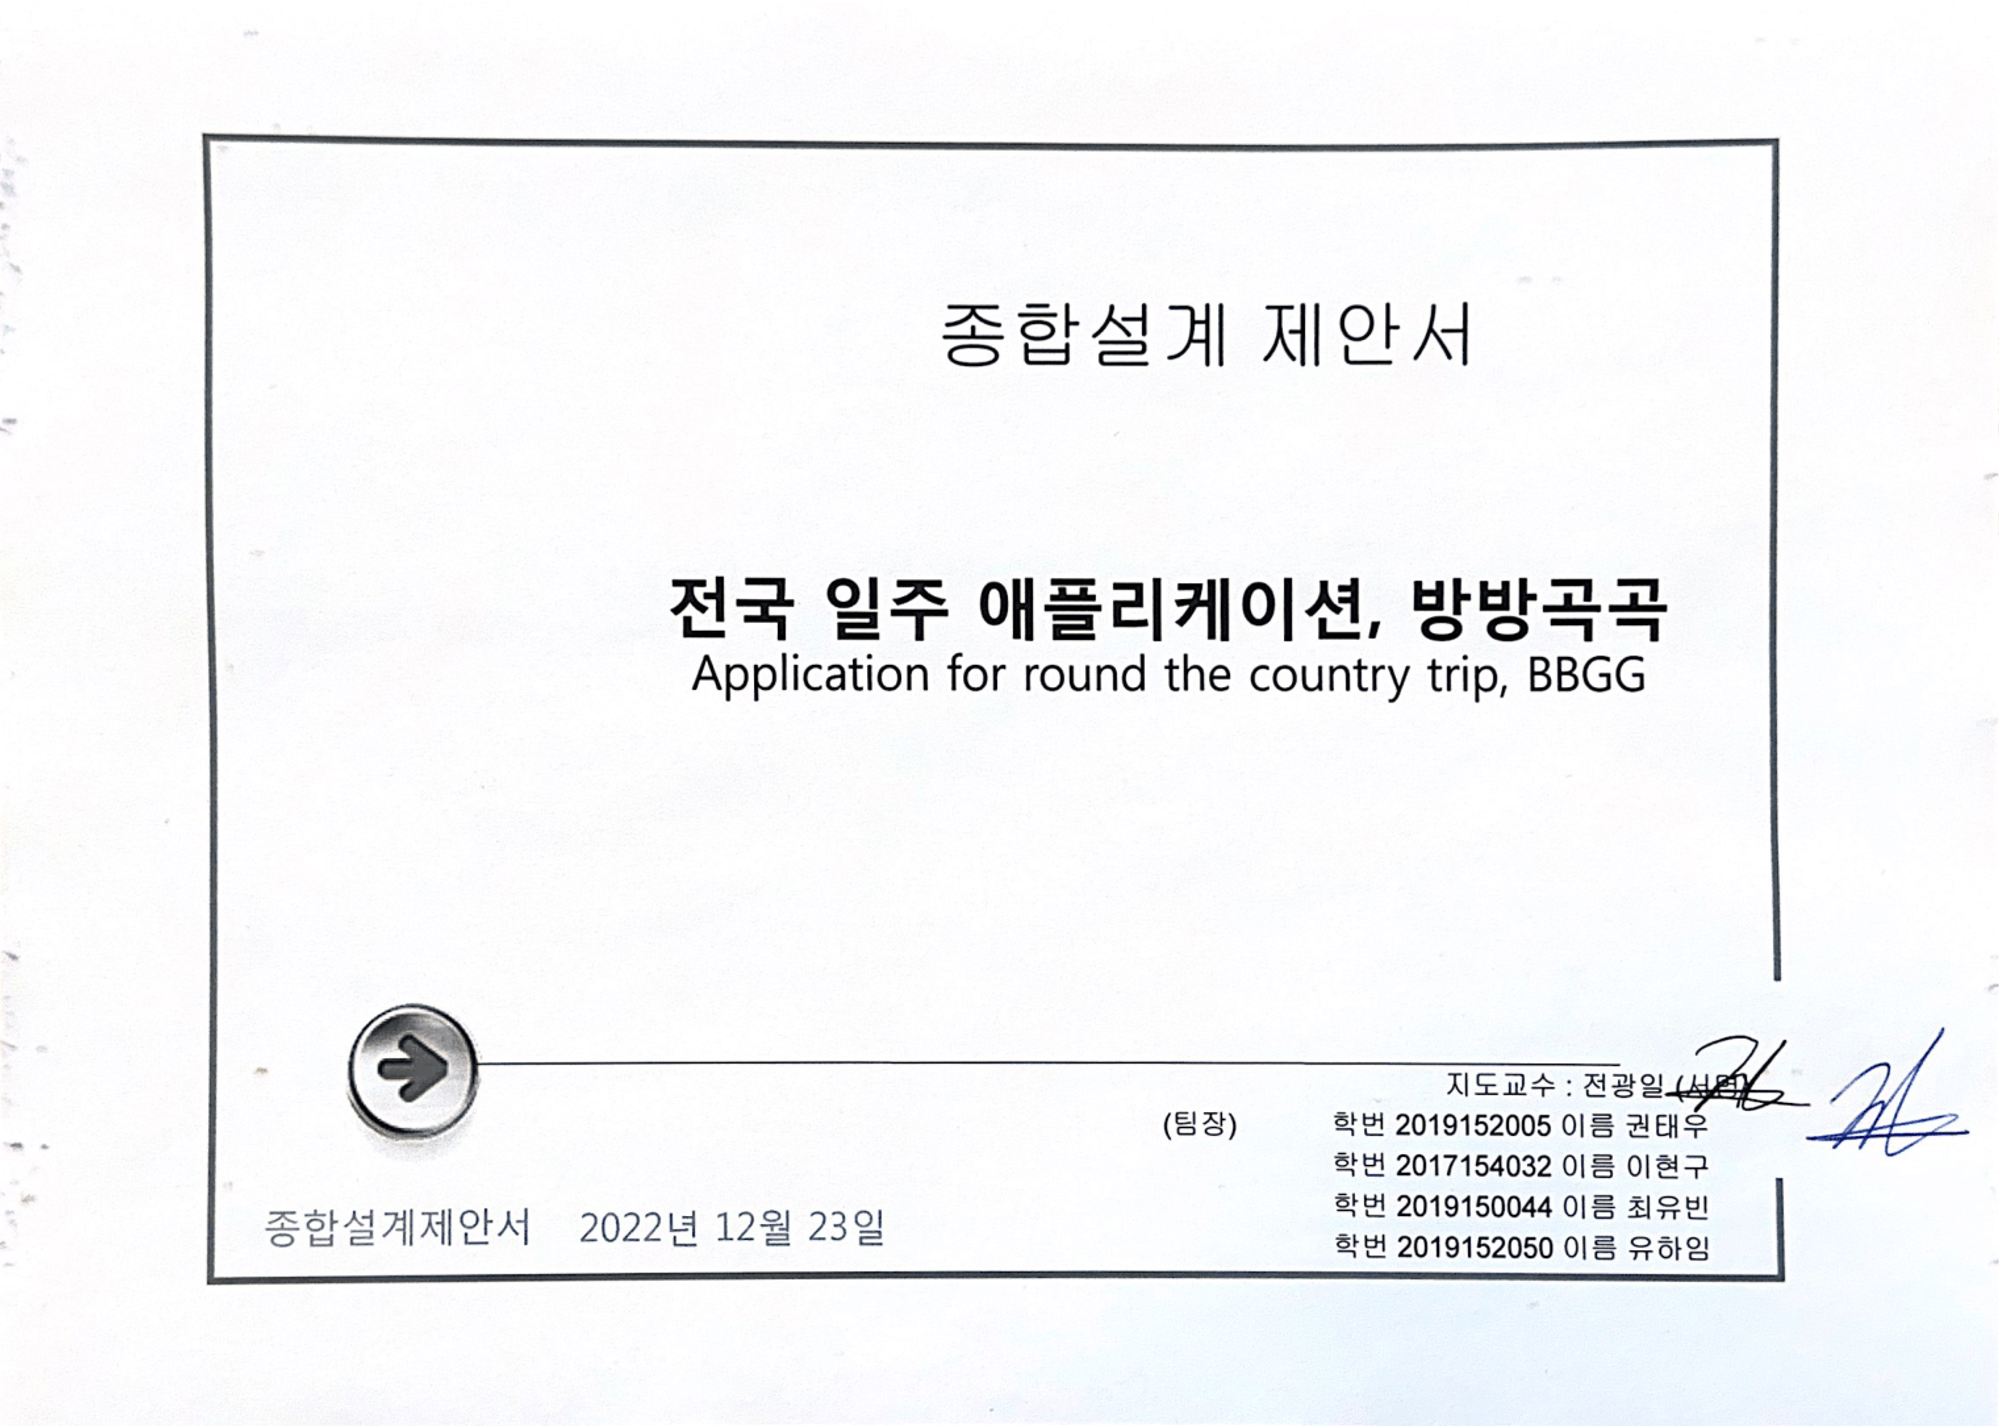 종합설계 제안서
전국 일주 애플리케이션, 방방곡곡
Application for round the country trip, BBGG
지도교수 : 전광일 (서명)
(팀장) 학번 2019152005 이름 권태우
학번 2017154032 이름 이현구
학번 2019150044 이름 최유빈
학번 2019152050 이름 유하임
종합설계제안서 2022년 12월 23일